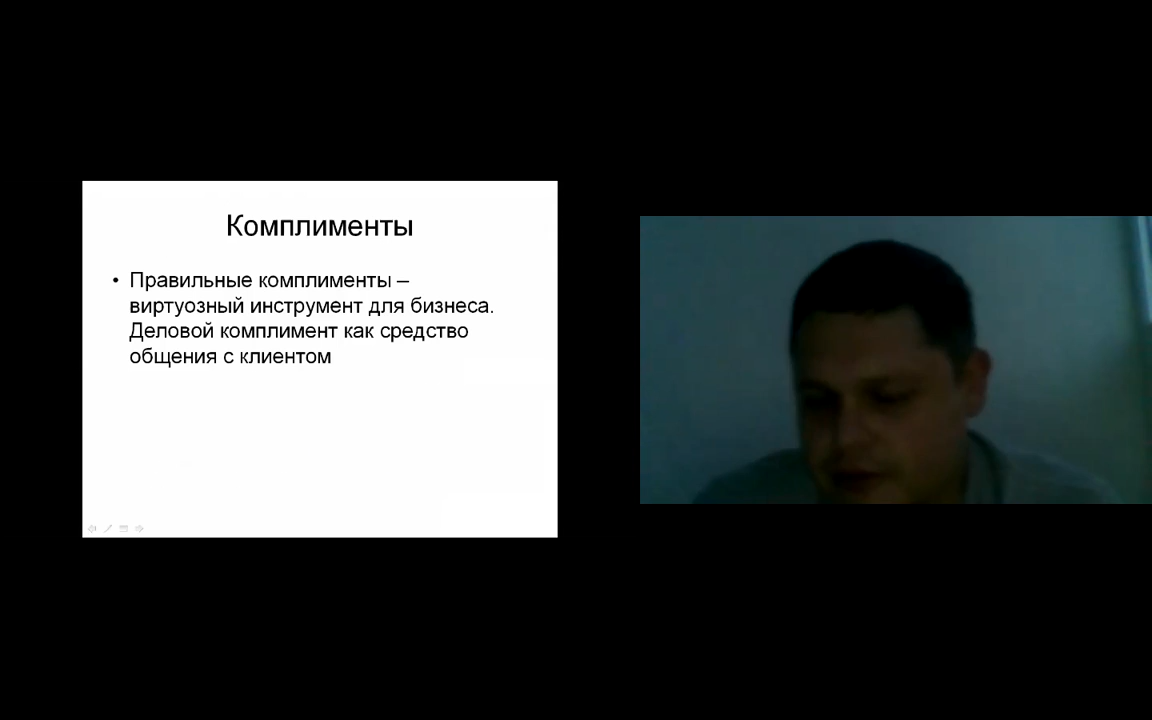 Комплименты
• Правильные комплименты –
виртуозный инструмент для бизнеса.
Деловой комплимент как средство
общения с клиентом